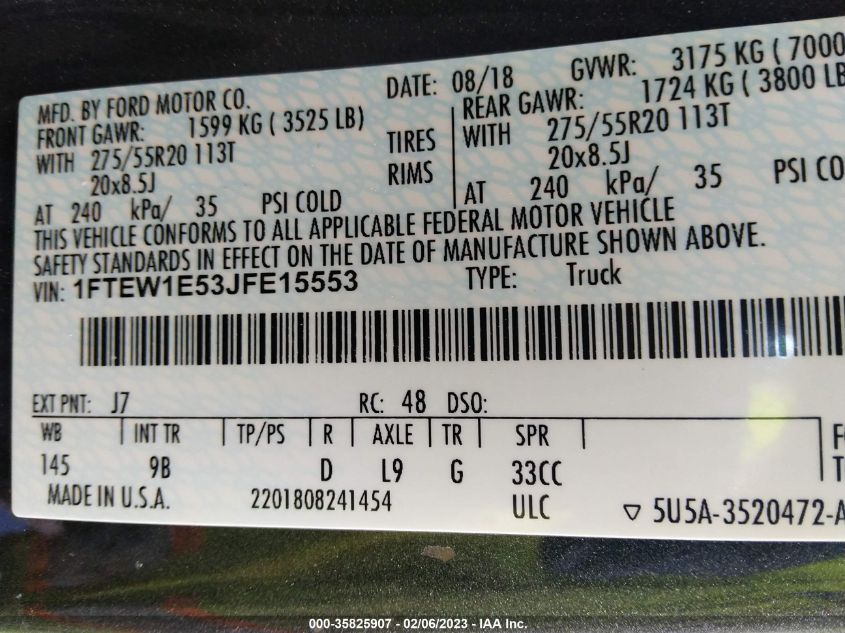 MFD. BY FORD MOTOR CO. DATE: 08/18 GVWR: 3175 KG ( 7000
FRONT GAWR: 1599 KG ( 3525 LB) REAR GAWR: 1724 KG ( 3800 LB
WITH 275/55R20 113T TIRES WITH 275/55R20 113T
20x8.5J RIMS 20x8.5J
AT 240 kPa/ 35 PSI COLD AT 240 kPa/ 35 PSI CO
THIS VEHICLE CONFORMS TO ALL APPLICABLE FEDERAL MOTOR VEHICLE
SAFETY STANDARDS IN EFFECT ON THE DATE OF MANUFACTURE SHOWN ABOVE.
VIN: 1FTEW1E53JFE15553 TYPE: Truck
EXT PNT: J7 RC: 48 DSO:
WB INT TR TP/PS R AXLE TR SPR F
145 9B D L9 G 33CC T
MADE IN U.S.A. 2201808241454 ULC ▽ 5U5A-3520472-A
000-35825907 - 02/06/2023 - IAA Inc.